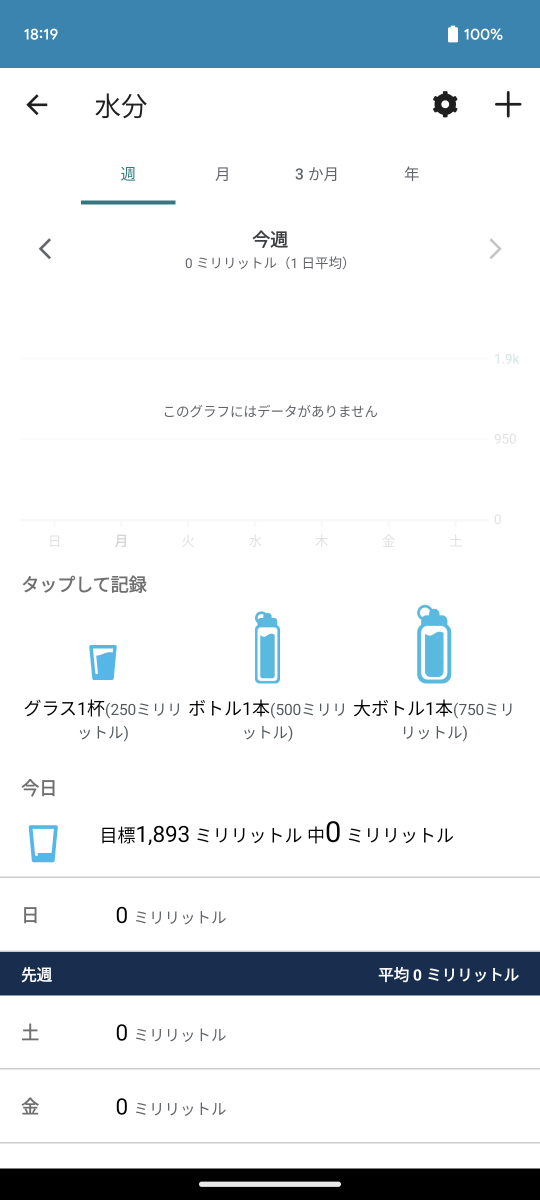 18:19
100%
水分
週 月 3 か月 年
今週
0 ミリリットル（1 日平均）
1.9k
このグラフにはデータがありません
950
0
日 月 火 水 木 金 土
タップして記録
グラス1杯(250ミリリットル)
ボトル1本(500ミリリットル)
大ボトル1本(750ミリリットル)
今日
目標1,893 ミリリットル 中0 ミリリットル
日 0 ミリリットル
先週 平均 0 ミリリットル
土 0 ミリリットル
金 0 ミリリットル